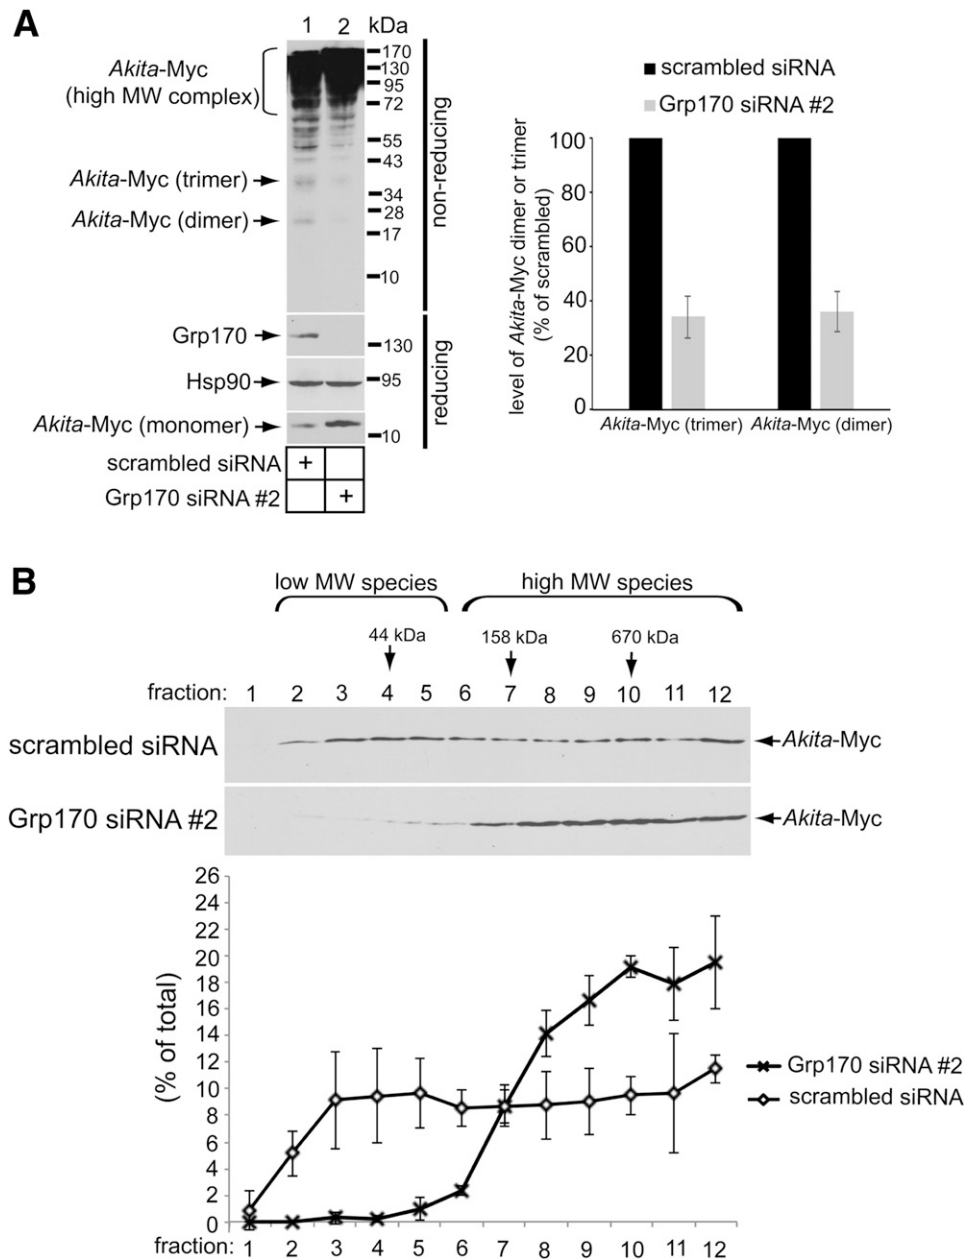 A
1 2 kDa
Akita-Myc
(high MW complex)
170
130
95
72
55
43
Akita-Myc (trimer)
34
28
Akita-Myc (dimer)
17
10
non-reducing
Grp170
130
Hsp90
95
Akita-Myc (monomer)
10
reducing
scrambled siRNA +
Grp170 siRNA #2 +
scrambled siRNA
Grp170 siRNA #2
level of Akita-Myc dimer or trimer
(% of scrambled)
100
80
60
40
20
0
Akita-Myc (trimer) Akita-Myc (dimer)
B
low MW species high MW species
44 kDa 158 kDa 670 kDa
fraction: 1 2 3 4 5 6 7 8 9 10 11 12
scrambled siRNA Akita-Myc
Grp170 siRNA #2 Akita-Myc
(% of total)
26
24
22
20
18
16
14
12
10
8
6
4
2
0
Grp170 siRNA #2
scrambled siRNA
fraction: 1 2 3 4 5 6 7 8 9 10 11 12